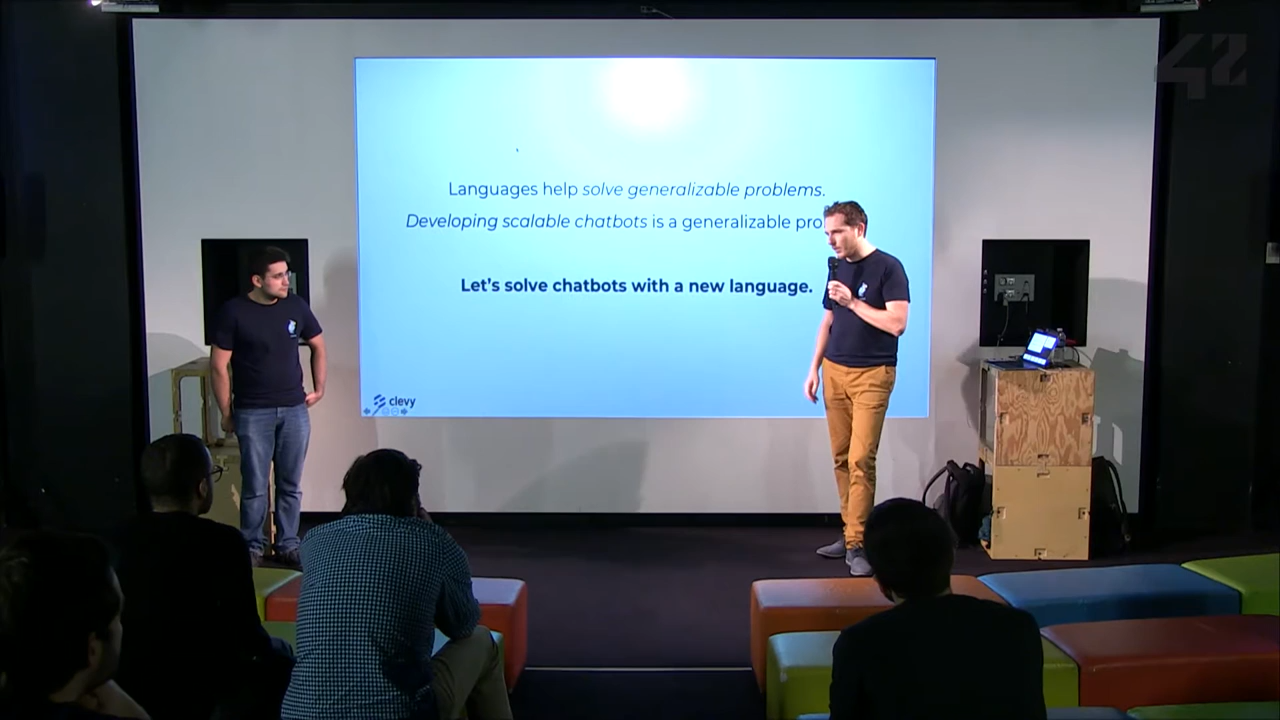 42
Languages help solve generalizable problems.
Developing scalable chatbots is a generalizable pro
Let's solve chatbots with a new language.
clevy